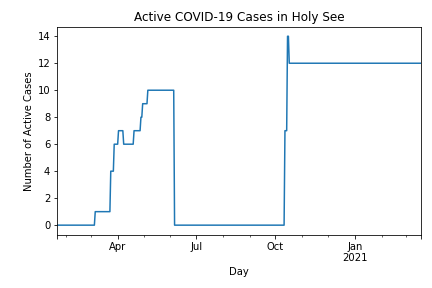 Active COVID-19 Cases in Holy See
14
12
10
8
6
4
2
0
Number of Active Cases
Apr
Jul
Oct
Jan
2021
Day